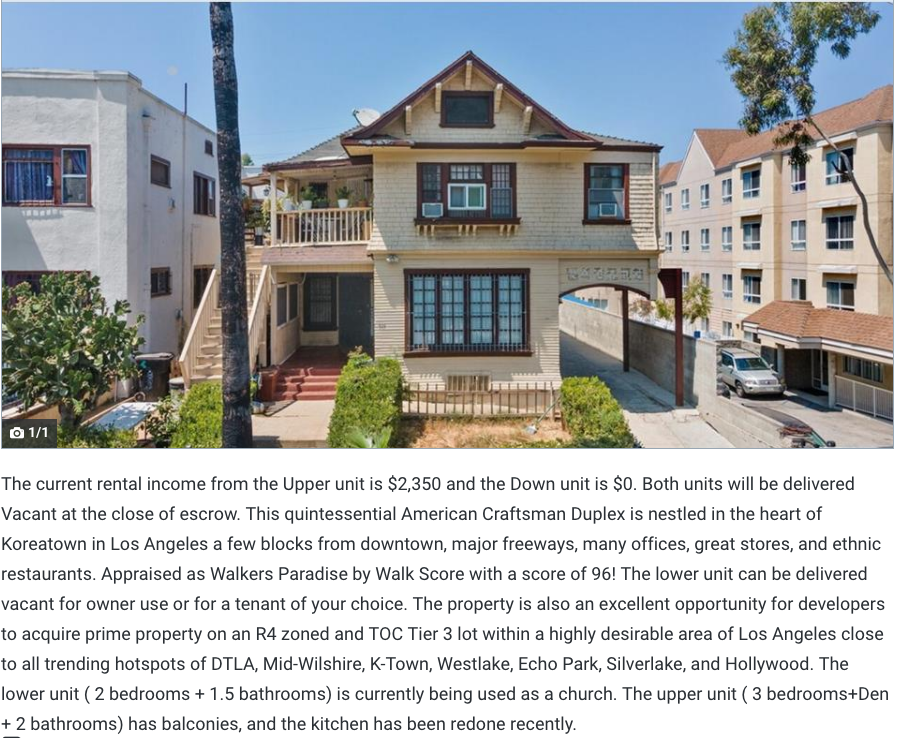 1/1
The current rental income from the Upper unit is $2,350 and the Down unit is $0. Both units will be delivered
Vacant at the close of escrow. This quintessential American Craftsman Duplex is nestled in the heart of
Koreatown in Los Angeles a few blocks from downtown, major freeways, many offices, great stores, and ethnic
restaurants. Appraised as Walkers Paradise by Walk Score with a score of 96! The lower unit can be delivered
vacant for owner use or for a tenant of your choice. The property is also an excellent opportunity for developers
to acquire prime property on an R4 zoned and TOC Tier 3 lot within a highly desirable area of Los Angeles close
to all trending hotspots of DTLA, Mid-Wilshire, K-Town, Westlake, Echo Park, Silverlake, and Hollywood. The
lower unit ( 2 bedrooms + 1.5 bathrooms) is currently being used as a church. The upper unit ( 3 bedrooms+Den
+ 2 bathrooms) has balconies, and the kitchen has been redone recently.